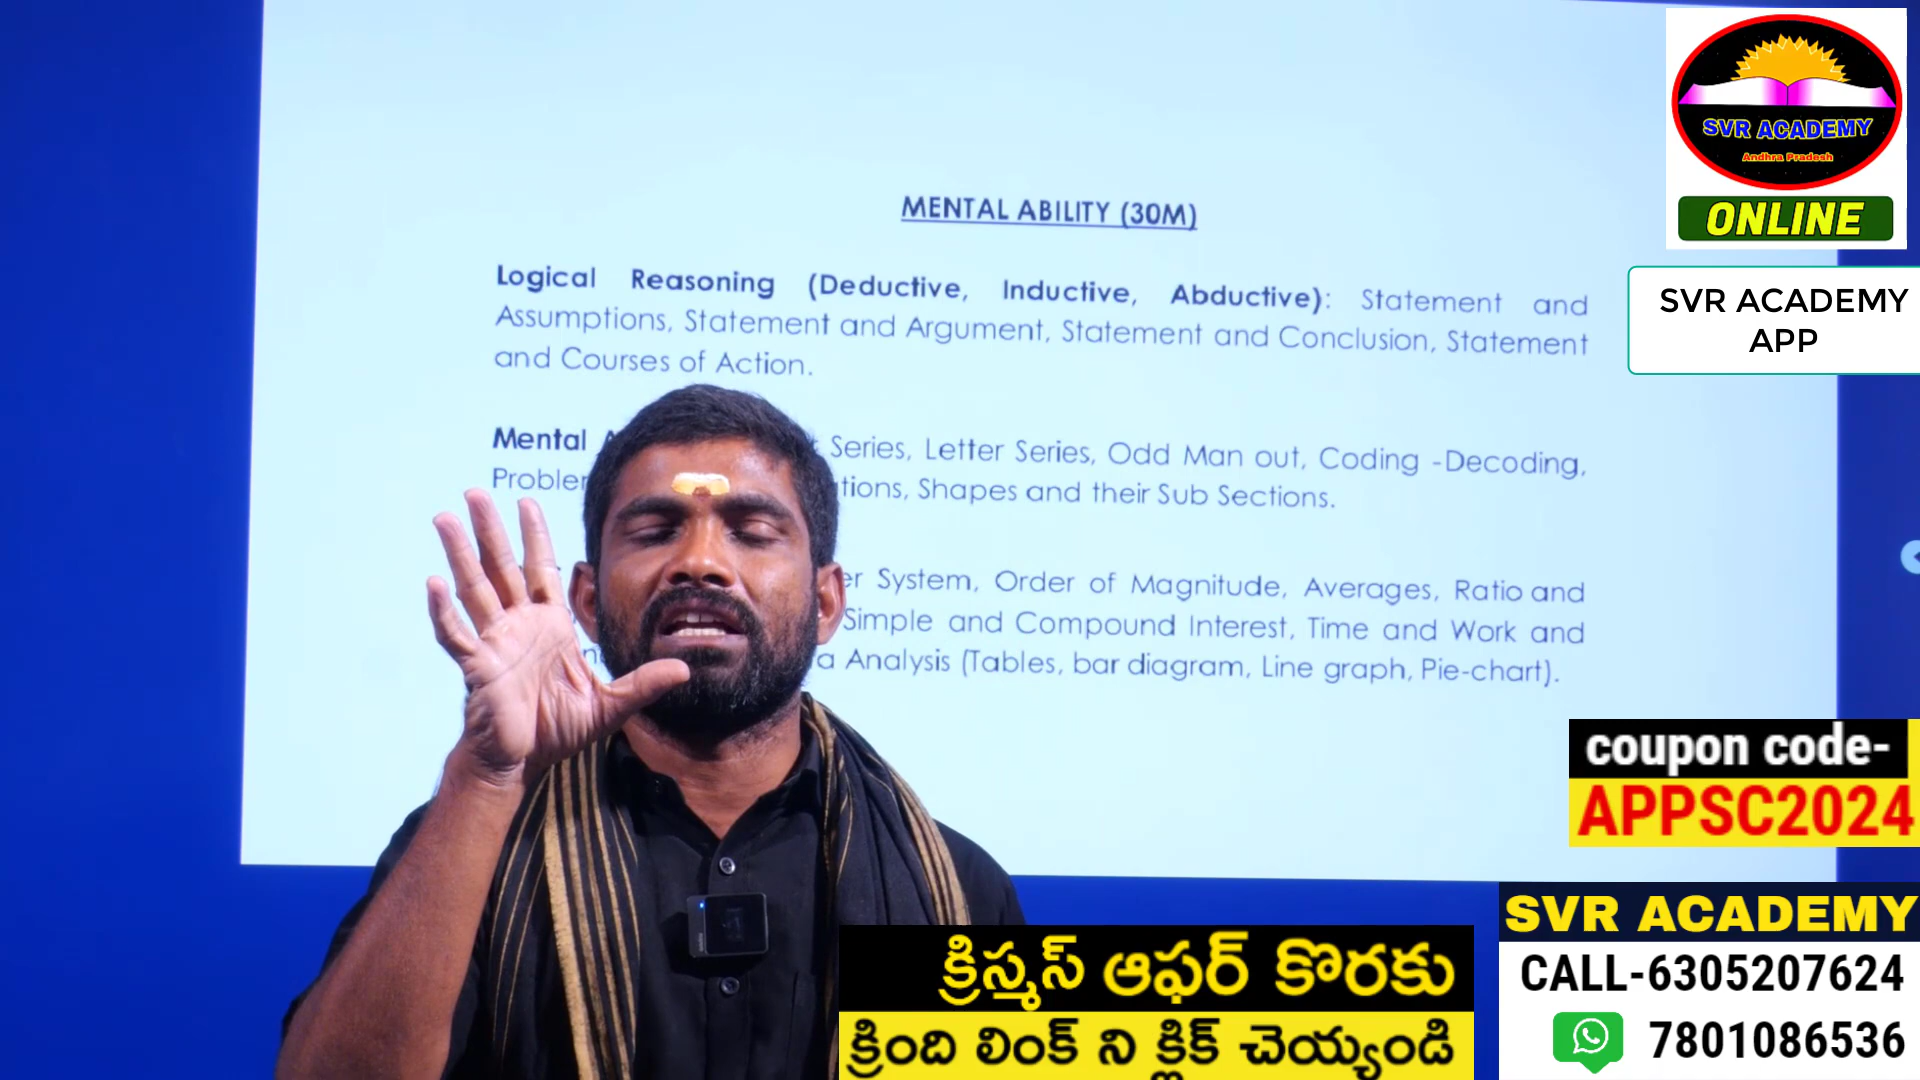 MENTAL ABILITY (30M)
Logical Reasoning (Deductive, Inductive, Abductive): Statement and
Assumptions, Statement and Argument, Statement and Conclusion, Statement
and Courses of Action.
Mental Series, Letter Series, Odd Man out, Coding -Decoding,
Shapes and their Sub Sections.
System, Order of Magnitude, Averages, Ratio and
Simple and Compound Interest, Time and Work and
Analysis (Tables, bar diagram, Line graph, Pie-chart).
SVR ACADEMY
Andhra Pradesh
ONLINE
SVR ACADEMY
APP
coupon code-
APPSC2024
SVR ACADEMY
CALL-6305207624
7801086536
క్రిస్మస్ ఆఫర్ కొరకు
క్రింది లింక్ ని క్లిక్ చెయ్యండి